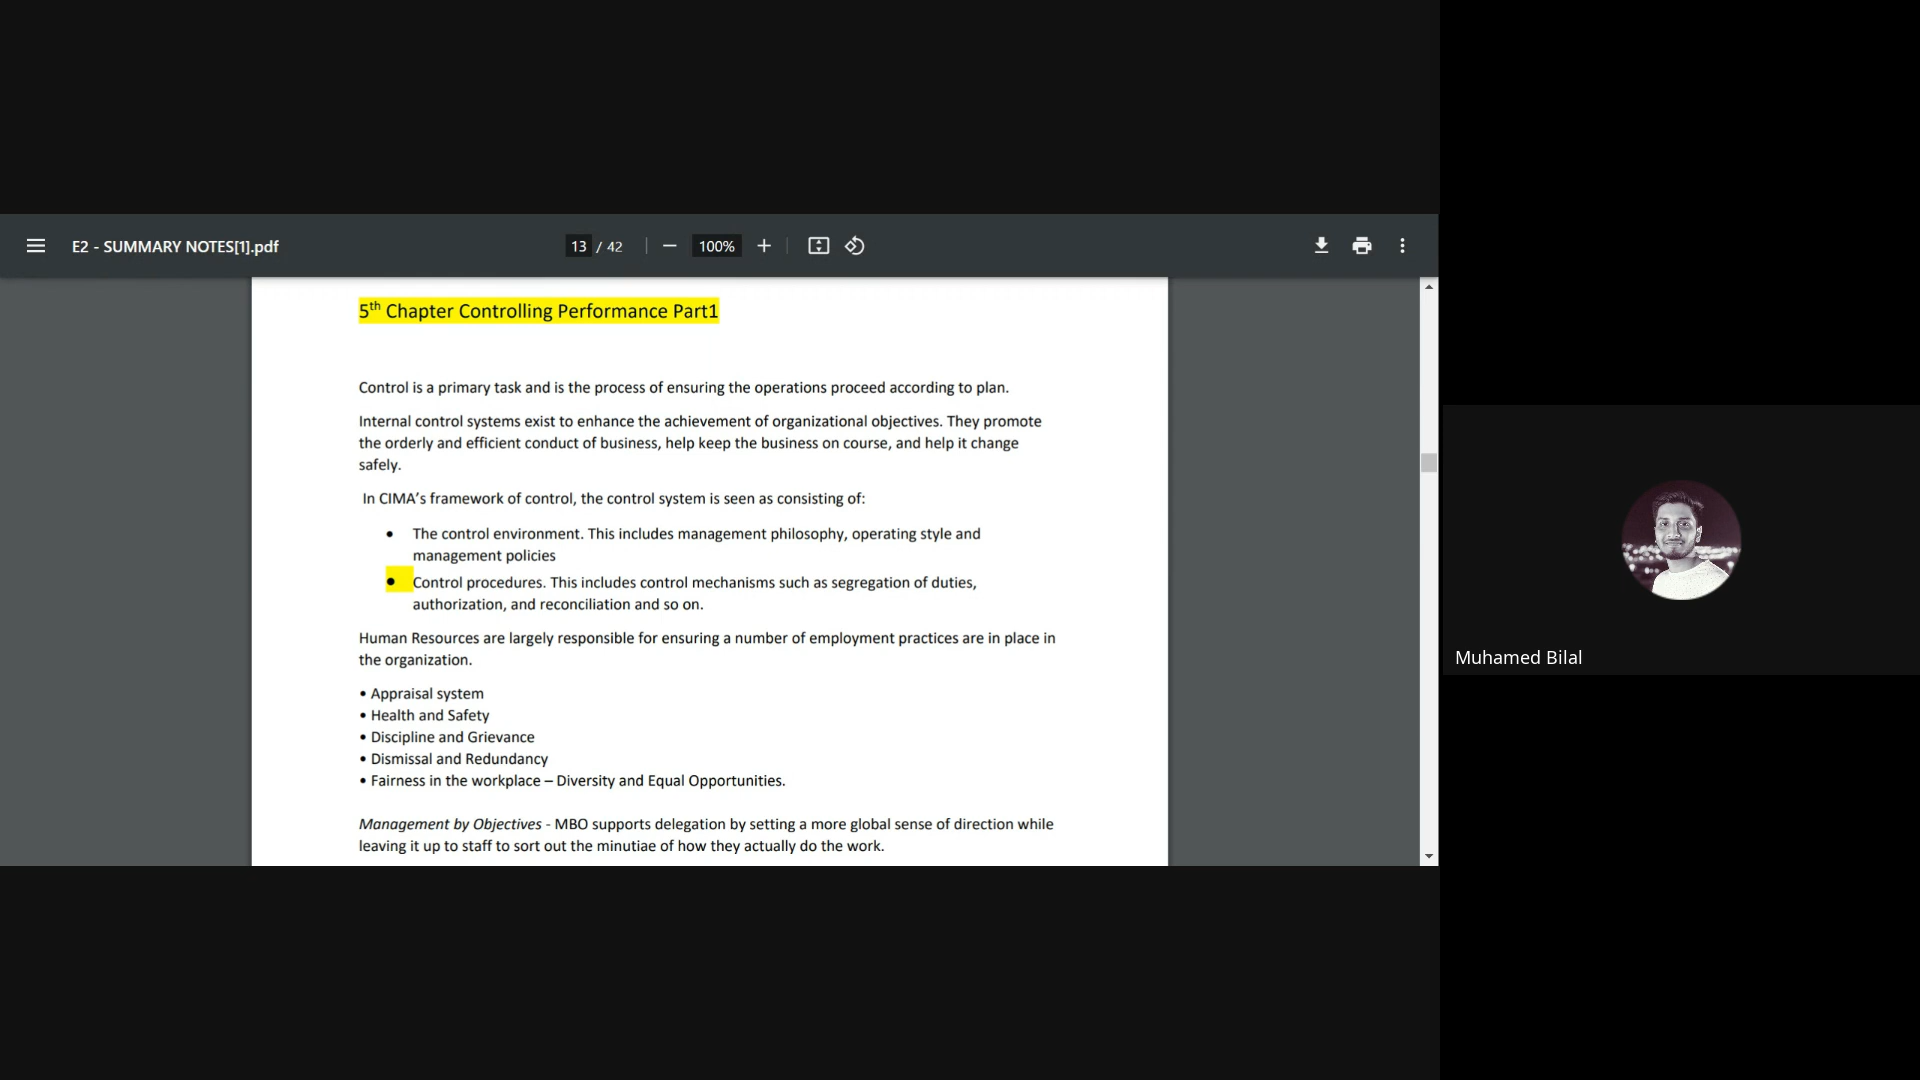 E2 - SUMMARY NOTES[1].pdf
13 / 42
100%
5th Chapter Controlling Performance Part1
Control is a primary task and is the process of ensuring the operations proceed according to plan.
Internal control systems exist to enhance the achievement of organizational objectives. They promote
the orderly and efficient conduct of business, help keep the business on course, and help it change
safely.
In CIMA’s framework of control, the control system is seen as consisting of:
• The control environment. This includes management philosophy, operating style and
management policies
• Control procedures. This includes control mechanisms such as segregation of duties,
authorization, and reconciliation and so on.
Human Resources are largely responsible for ensuring a number of employment practices are in place in
the organization.
• Appraisal system
• Health and Safety
• Discipline and Grievance
• Dismissal and Redundancy
• Fairness in the workplace – Diversity and Equal Opportunities.
Management by Objectives - MBO supports delegation by setting a more global sense of direction while
leaving it up to staff to sort out the minutiae of how they actually do the work.
Muhamed Bilal